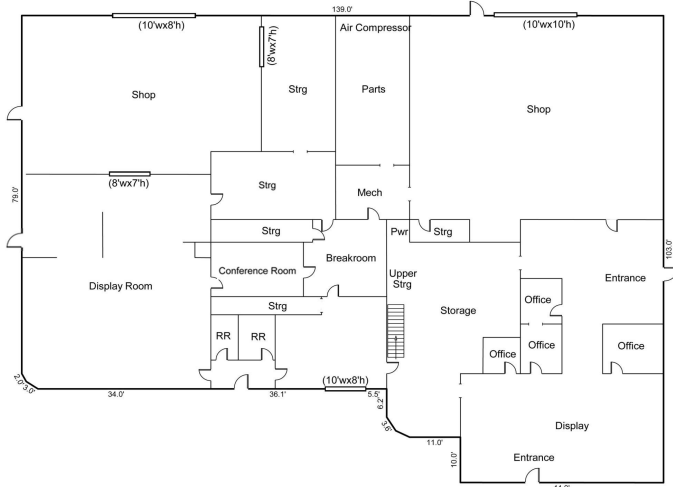 139.0'
(10'wx8'h)
Air Compressor
(10'wx10'h)
(8'wx7'h)
Shop
Strg
Parts
Shop
(8'wx7'h)
Strg
Mech
79.0'
Strg
Pwr
Strg
103.0'
Breakroom
Conference Room
Upper
Strg
Entrance
Display Room
Office
Strg
Storage
RR
RR
Office
Office
Office
(10'wx8'h)
2.0'
3.0'
34.0'
36.1'
5.5'
6.2'
3.6'
11.0'
Display
10.0'
Entrance